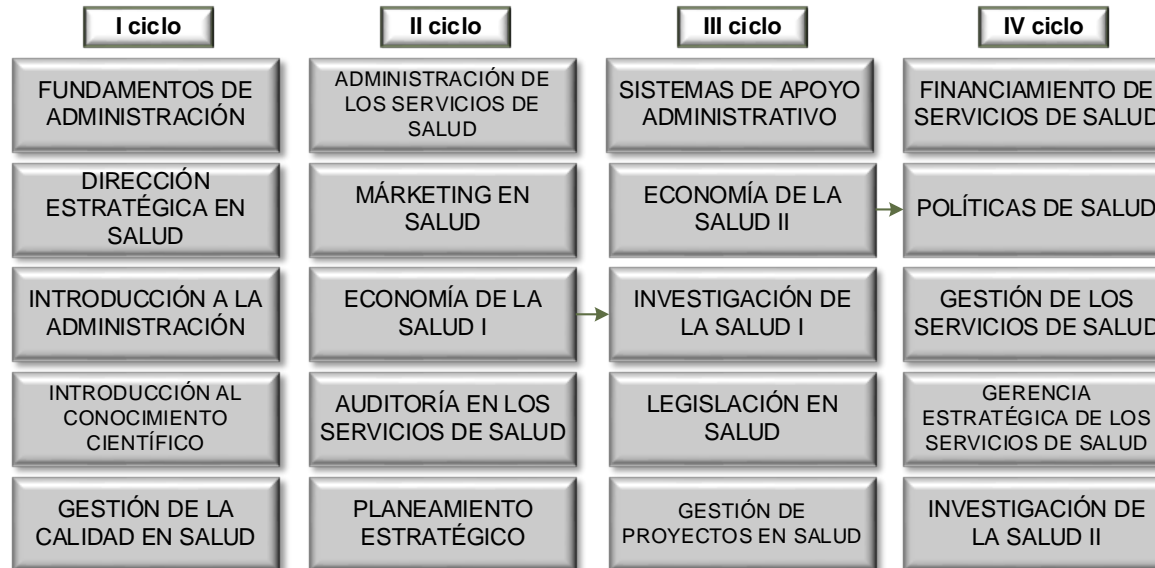 I ciclo
II ciclo
III ciclo
IV ciclo
FUNDAMENTOS DE
ADMINISTRACIÓN
ADMINISTRACIÓN DE
LOS SERVICIOS DE
SALUD
SISTEMAS DE APOYO
ADMINISTRATIVO
FINANCIAMIENTO DE
SERVICIOS DE SALUD
DIRECCIÓN
ESTRATÉGICA EN
SALUD
MÁRKETING EN
SALUD
ECONOMÍA DE LA
SALUD II
POLÍTICAS DE SALUD
INTRODUCCIÓN A LA
ADMINISTRACIÓN
ECONOMÍA DE LA
SALUD I
INVESTIGACIÓN DE
LA SALUD I
GESTIÓN DE LOS
SERVICIOS DE SALUD
INTRODUCCIÓN AL
CONOCIMIENTO
CIENTÍFICO
AUDITORÍA EN LOS
SERVICIOS DE SALUD
LEGISLACIÓN EN
SALUD
GERENCIA
ESTRATÉGICA DE LOS
SERVICIOS DE SALUD
GESTIÓN DE LA
CALIDAD EN SALUD
PLANEAMIENTO
ESTRATÉGICO
GESTIÓN DE
PROYECTOS EN SALUD
INVESTIGACIÓN DE
LA SALUD II